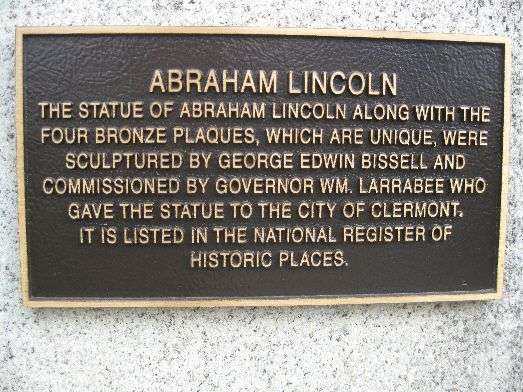 ABRAHAM LINCOLN
THE STATUE OF ABRAHAM LINCOLN ALONG WITH THE
FOUR BRONZE PLAQUES, WHICH ARE UNIQUE, WERE
SCULPTURED BY GEORGE EDWIN BISSELL AND
COMMISSIONED BY GOVERNOR WM. LARRABEE WHO
GAVE THE STATUE TO THE CITY OF CLERMONT.
IT IS LISTED IN THE NATIONAL REGISTER OF
HISTORIC PLACES.